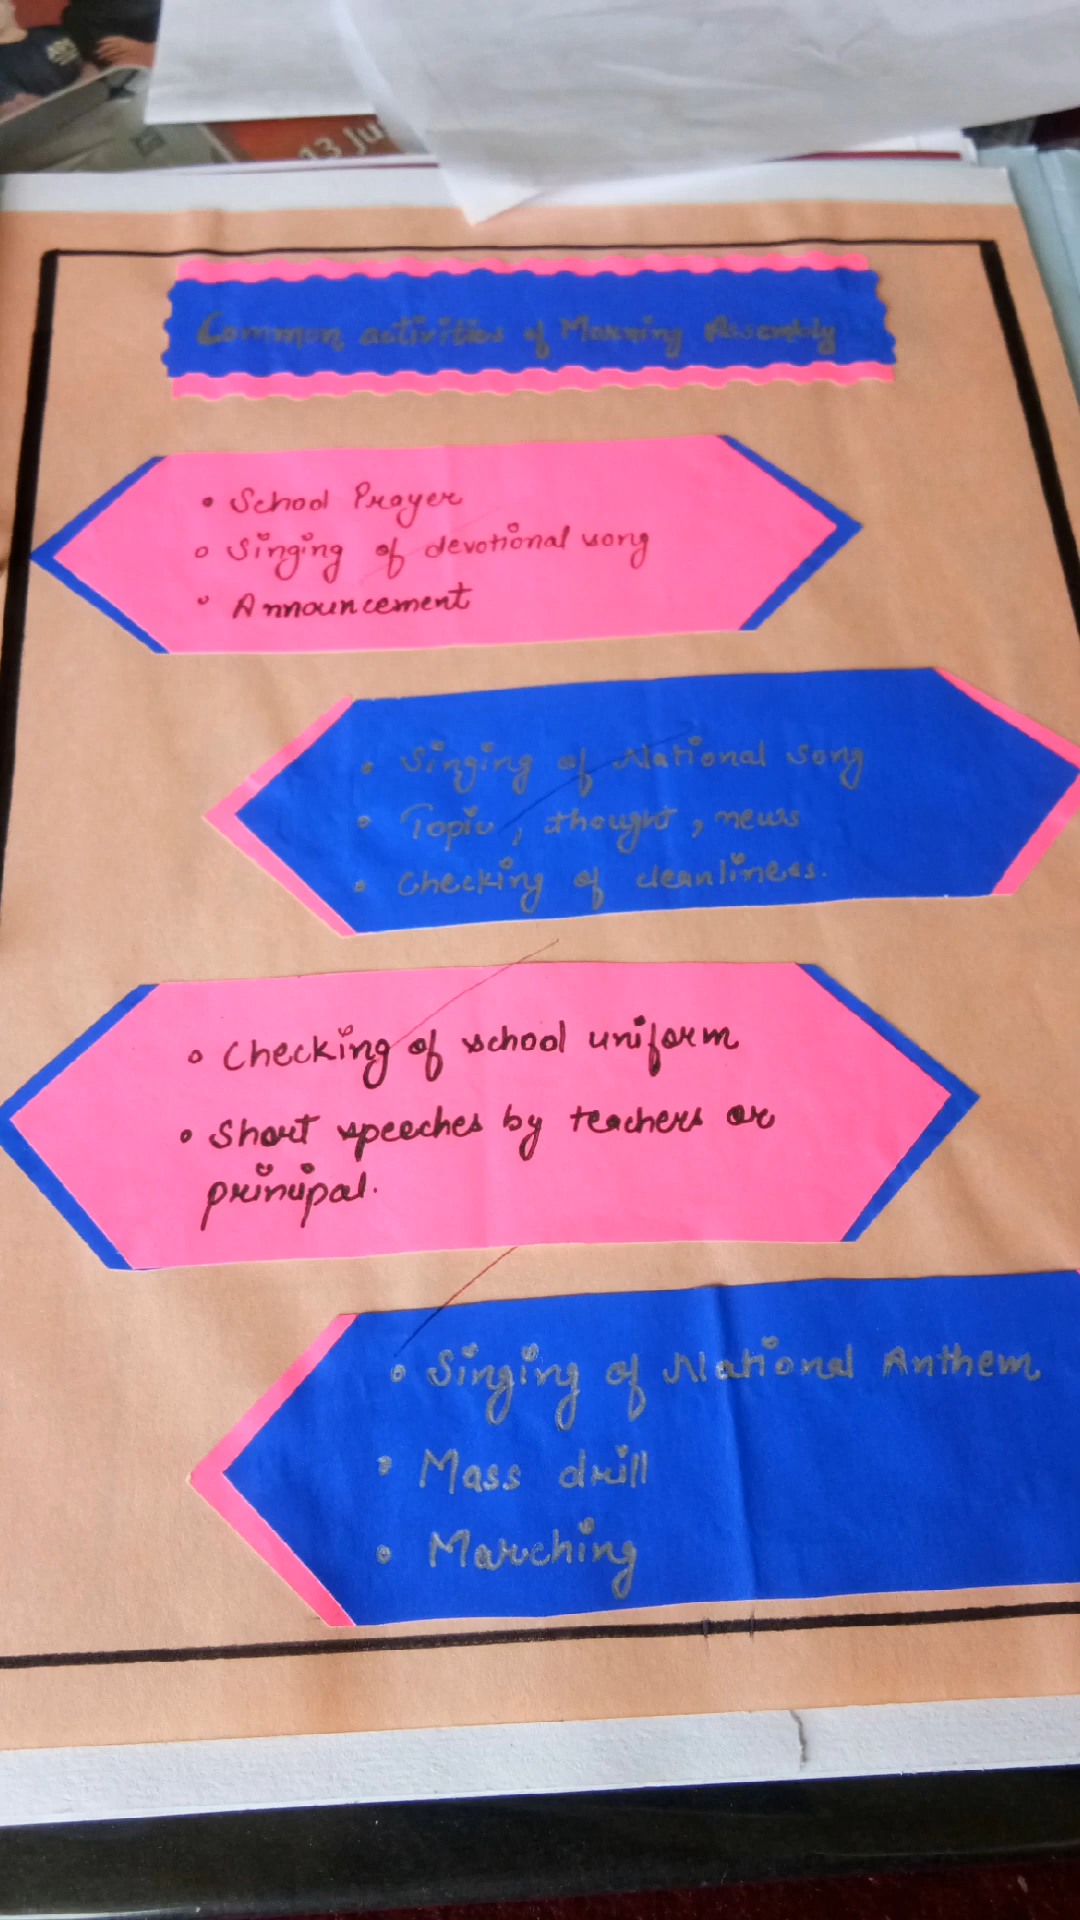 13 Ju
Common activities of Morning Assembly
• School Prayer
• Singing of devotional song
• Announcement
• Singing of National song
• Topic, thought, news
• Checking of cleanliness.
• Checking of school uniform
• Short speeches by teachers or
principal.
• Singing of National Anthem
• Mass drill
• Marching